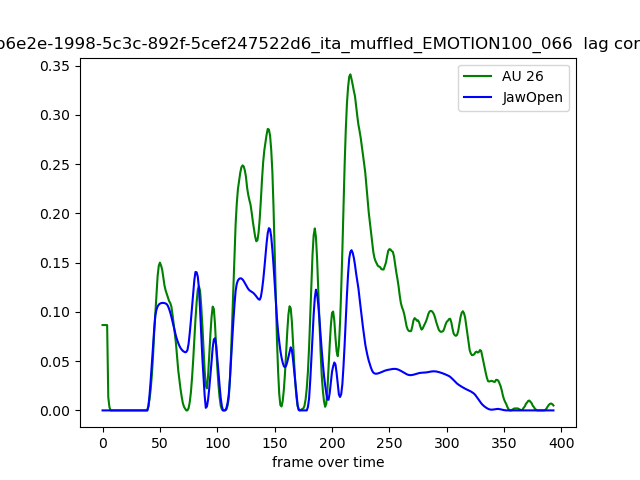 b6e2e-1998-5c3c-892f-5cef247522d6_ita_muffled_EMOTION100_066 lag cor
AU 26
JawOpen
0.35
0.30
0.25
0.20
0.15
0.10
0.05
0.00
0 50 100 150 200 250 300 350 400
frame over time